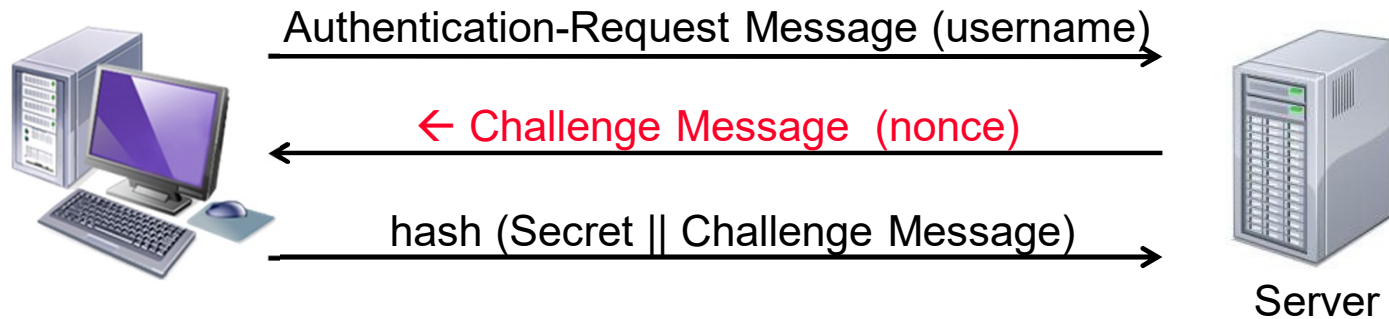 Authentication-Request Message (username)
← Challenge Message (nonce)
hash (Secret || Challenge Message)
Server